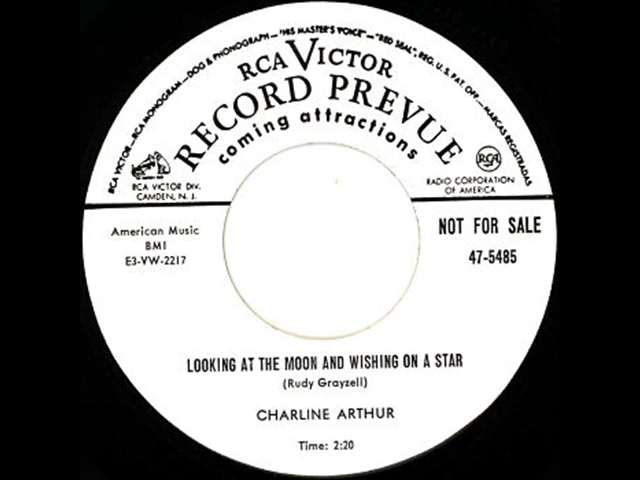 RCA VICTOR—RCA MONOGRAM—DOG & PHONOGRAPH—"HIS MASTER'S VOICE"—"RED SEAL", REG. U.S. PAT. OFF.—MARCAS REGISTRADAS
RCA VICTOR
RECORD PREVUE
coming attractions
RCA VICTOR DIV.
CAMDEN, N. J.
RCA
RADIO CORPORATION
OF AMERICA
American Music
BMI
E3-VW-2217
NOT FOR SALE
47-5485
LOOKING AT THE MOON AND WISHING ON A STAR
(Rudy Grayzell)
CHARLINE ARTHUR
Time: 2:20